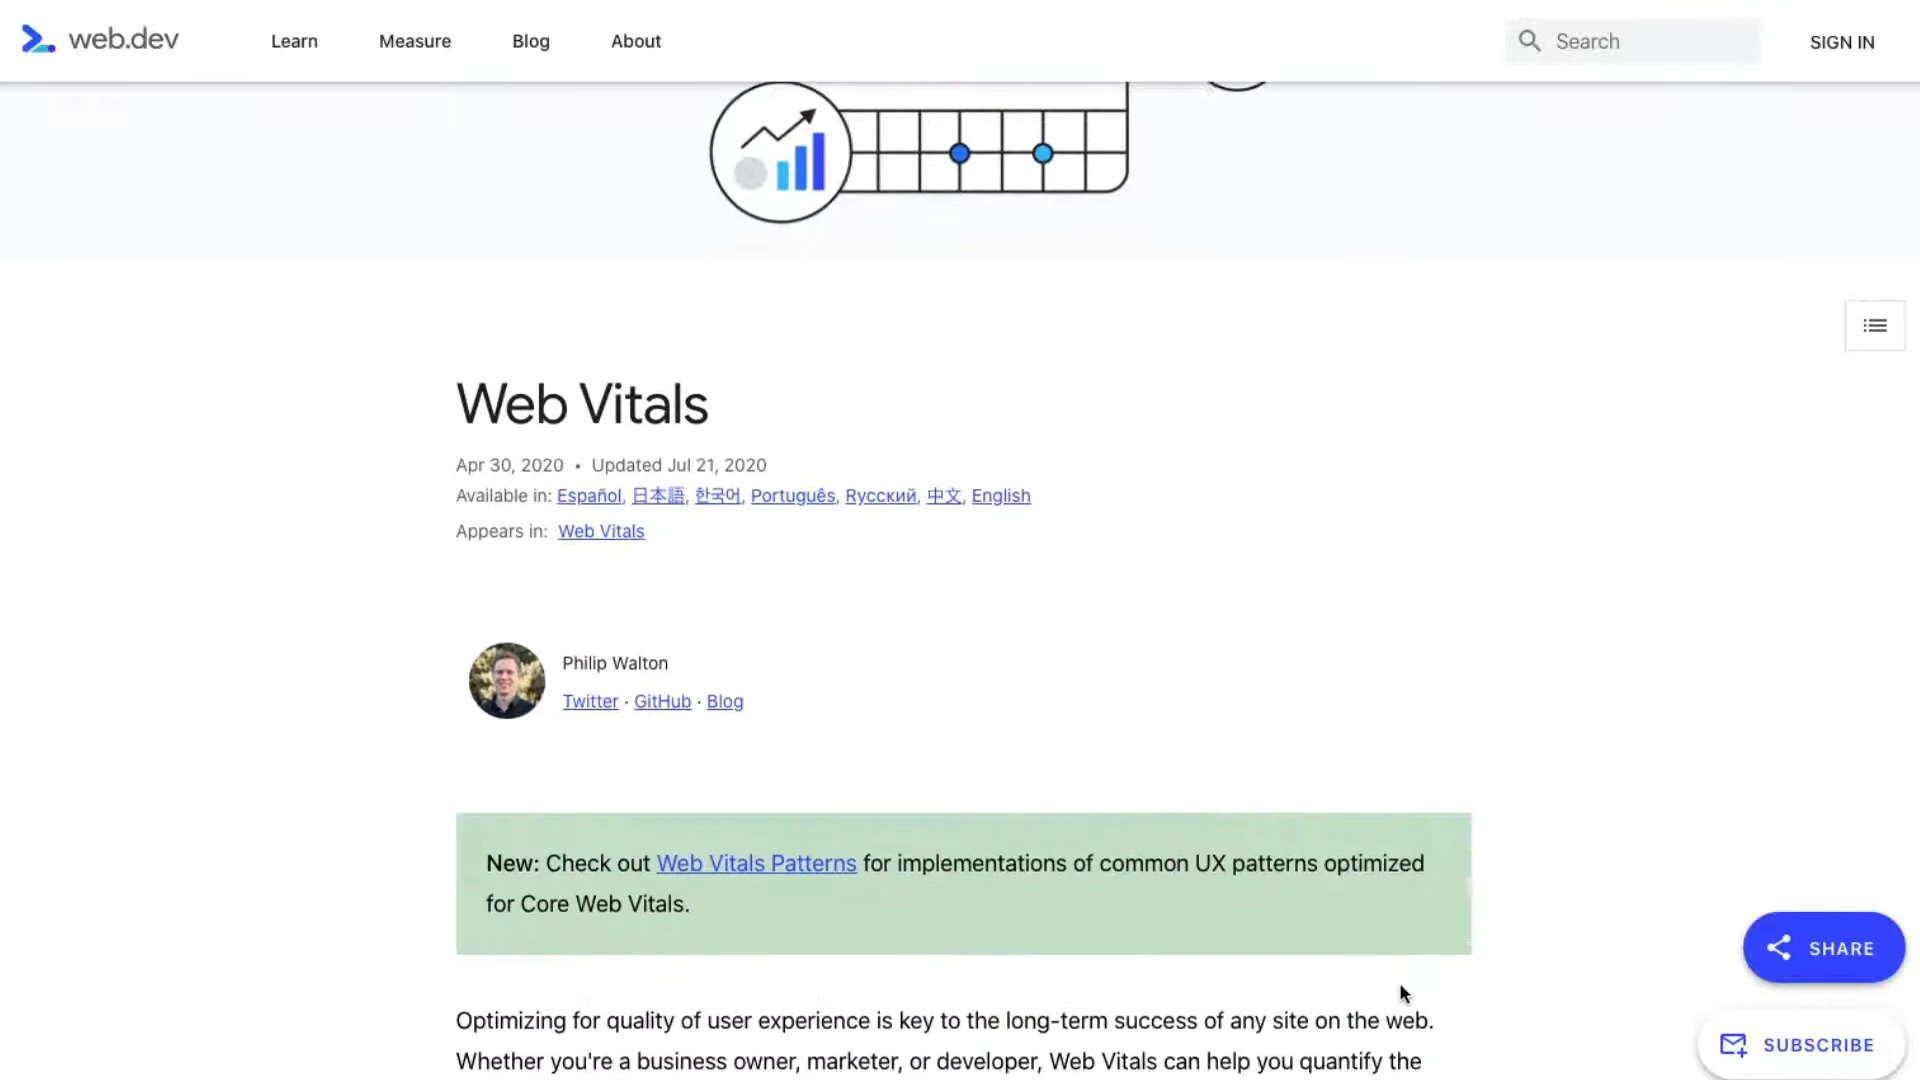 web.dev
Learn
Measure
Blog
About
Search
SIGN IN
Web Vitals
Apr 30, 2020 • Updated Jul 21, 2020
Available in: Español, 日本語, 한국어, Português, Русский, 中文, English
Appears in: Web Vitals
Philip Walton
Twitter · GitHub · Blog
New: Check out Web Vitals Patterns for implementations of common UX patterns optimized
for Core Web Vitals.
SHARE
Optimizing for quality of user experience is key to the long-term success of any site on the web.
Whether you're a business owner, marketer, or developer, Web Vitals can help you quantify the
SUBSCRIBE